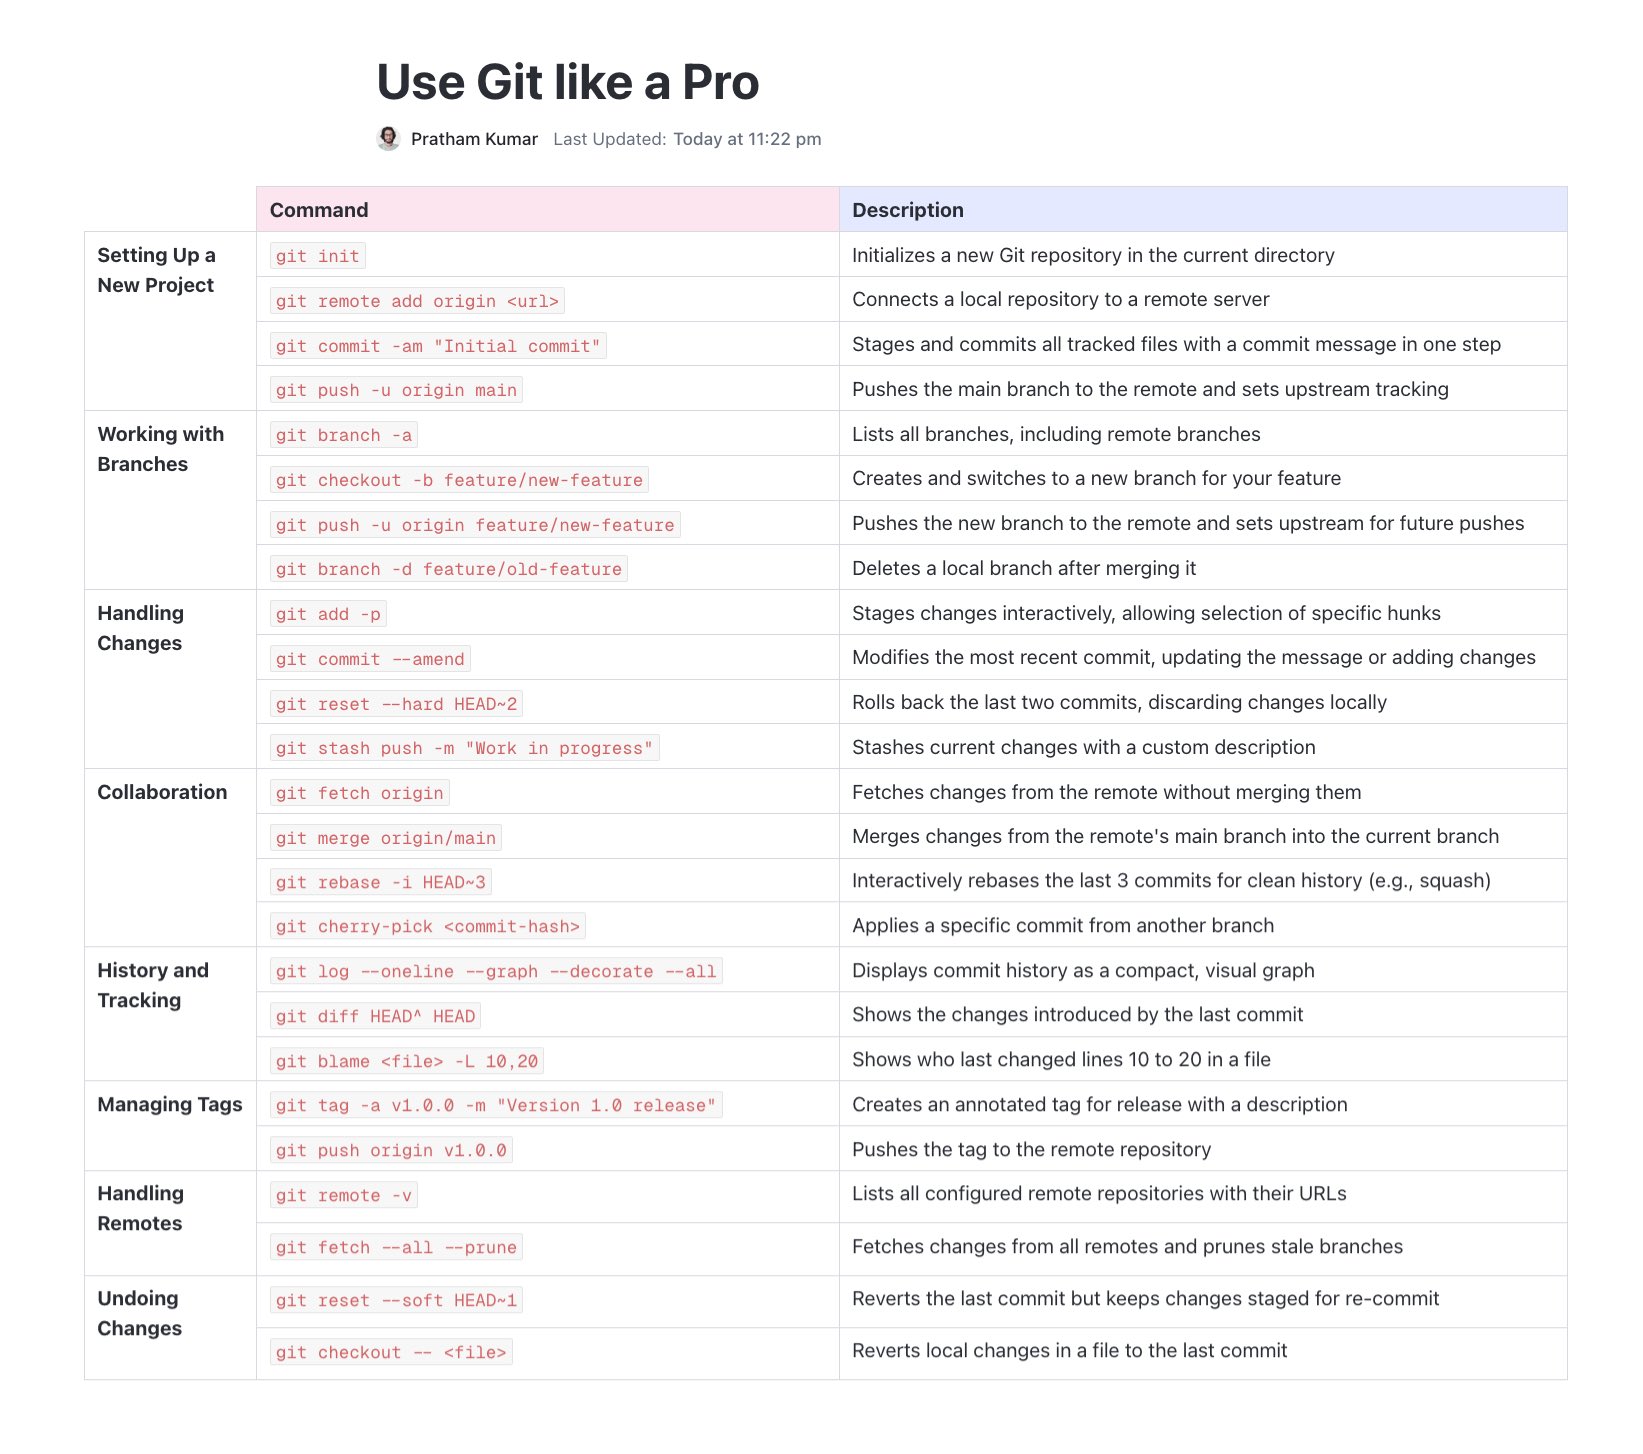 Use Git like a Pro
Pratham Kumar Last Updated: Today at 11:22 pm
Command Description
Setting Up a New Project
git init Initializes a new Git repository in the current directory
git remote add origin <url> Connects a local repository to a remote server
git commit -am "Initial commit" Stages and commits all tracked files with a commit message in one step
git push -u origin main Pushes the main branch to the remote and sets upstream tracking
Working with Branches
git branch -a Lists all branches, including remote branches
git checkout -b feature/new-feature Creates and switches to a new branch for your feature
git push -u origin feature/new-feature Pushes the new branch to the remote and sets upstream for future pushes
git branch -d feature/old-feature Deletes a local branch after merging it
Handling Changes
git add -p Stages changes interactively, allowing selection of specific hunks
git commit --amend Modifies the most recent commit, updating the message or adding changes
git reset --hard HEAD~2 Rolls back the last two commits, discarding changes locally
git stash push -m "Work in progress" Stashes current changes with a custom description
Collaboration
git fetch origin Fetches changes from the remote without merging them
git merge origin/main Merges changes from the remote's main branch into the current branch
git rebase -i HEAD~3 Interactively rebases the last 3 commits for clean history (e.g., squash)
git cherry-pick <commit-hash> Applies a specific commit from another branch
History and Tracking
git log --oneline --graph --decorate --all Displays commit history as a compact, visual graph
git diff HEAD^ HEAD Shows the changes introduced by the last commit
git blame <file> -L 10,20 Shows who last changed lines 10 to 20 in a file
Managing Tags
git tag -a v1.0.0 -m "Version 1.0 release" Creates an annotated tag for release with a description
git push origin v1.0.0 Pushes the tag to the remote repository
Handling Remotes
git remote -v Lists all configured remote repositories with their URLs
git fetch --all --prune Fetches changes from all remotes and prunes stale branches
Undoing Changes
git reset --soft HEAD~1 Reverts the last commit but keeps changes staged for re-commit
git checkout -- <file> Reverts local changes in a file to the last commit